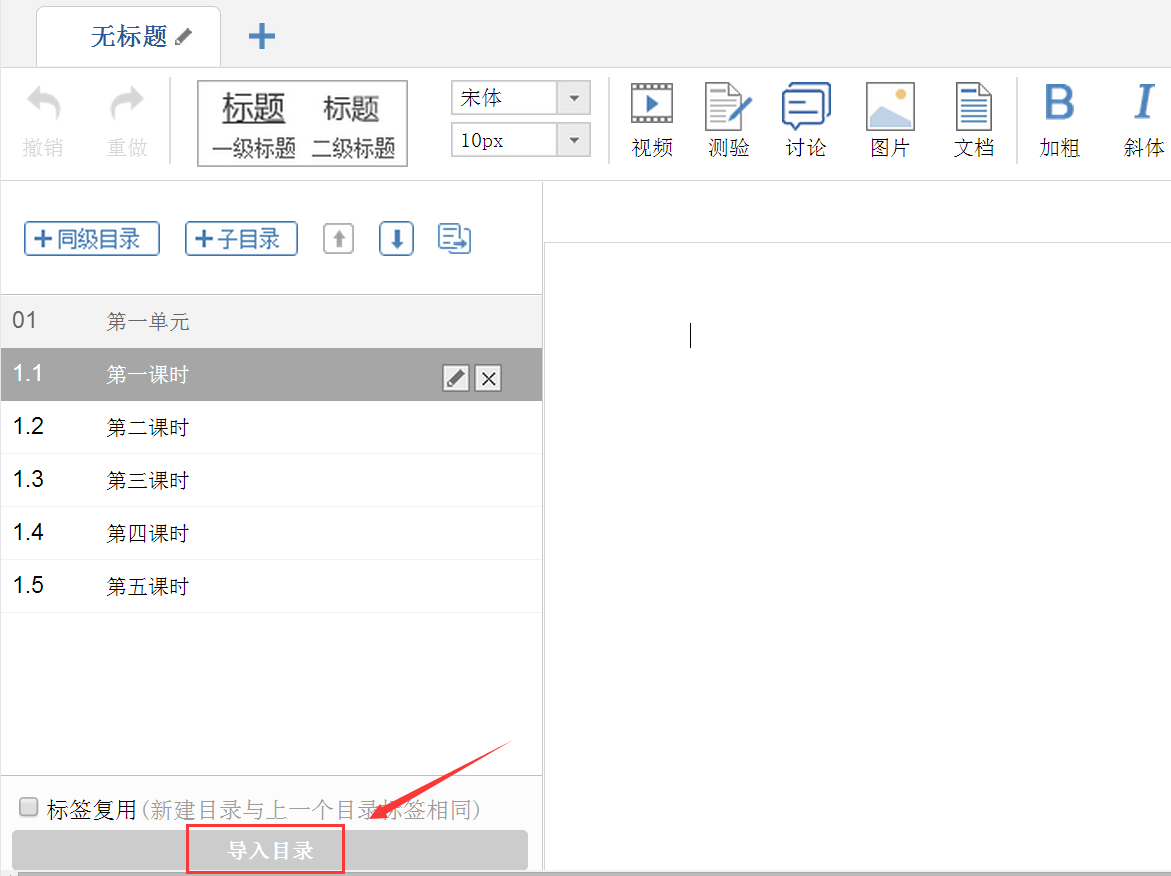 无标题
标题 标题
一级标题 二级标题
宋体
10px
撤销 重做 视频 测验 讨论 图片 文档 B 加粗 I 斜体
同级目录 子目录
01 第一单元
1.1 第一课时
1.2 第二课时
1.3 第三课时
1.4 第四课时
1.5 第五课时
标签复用(新建目录与上一个目录标签相同)
导入目录